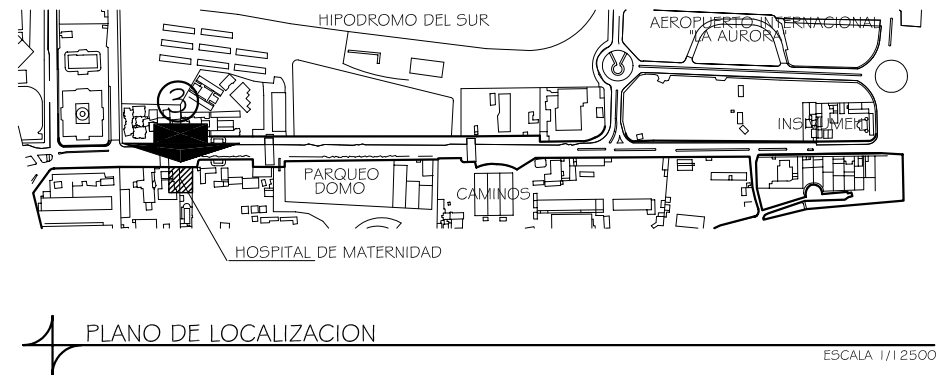 HIPODROMO DEL SUR
AEROPUERTO INTERNACIONAL
"LA AURORA"
3
INSIVUMEH
PARQUEO
DOMO
CAMINOS
HOSPITAL DE MATERNIDAD
PLANO DE LOCALIZACION
ESCALA 1/12500